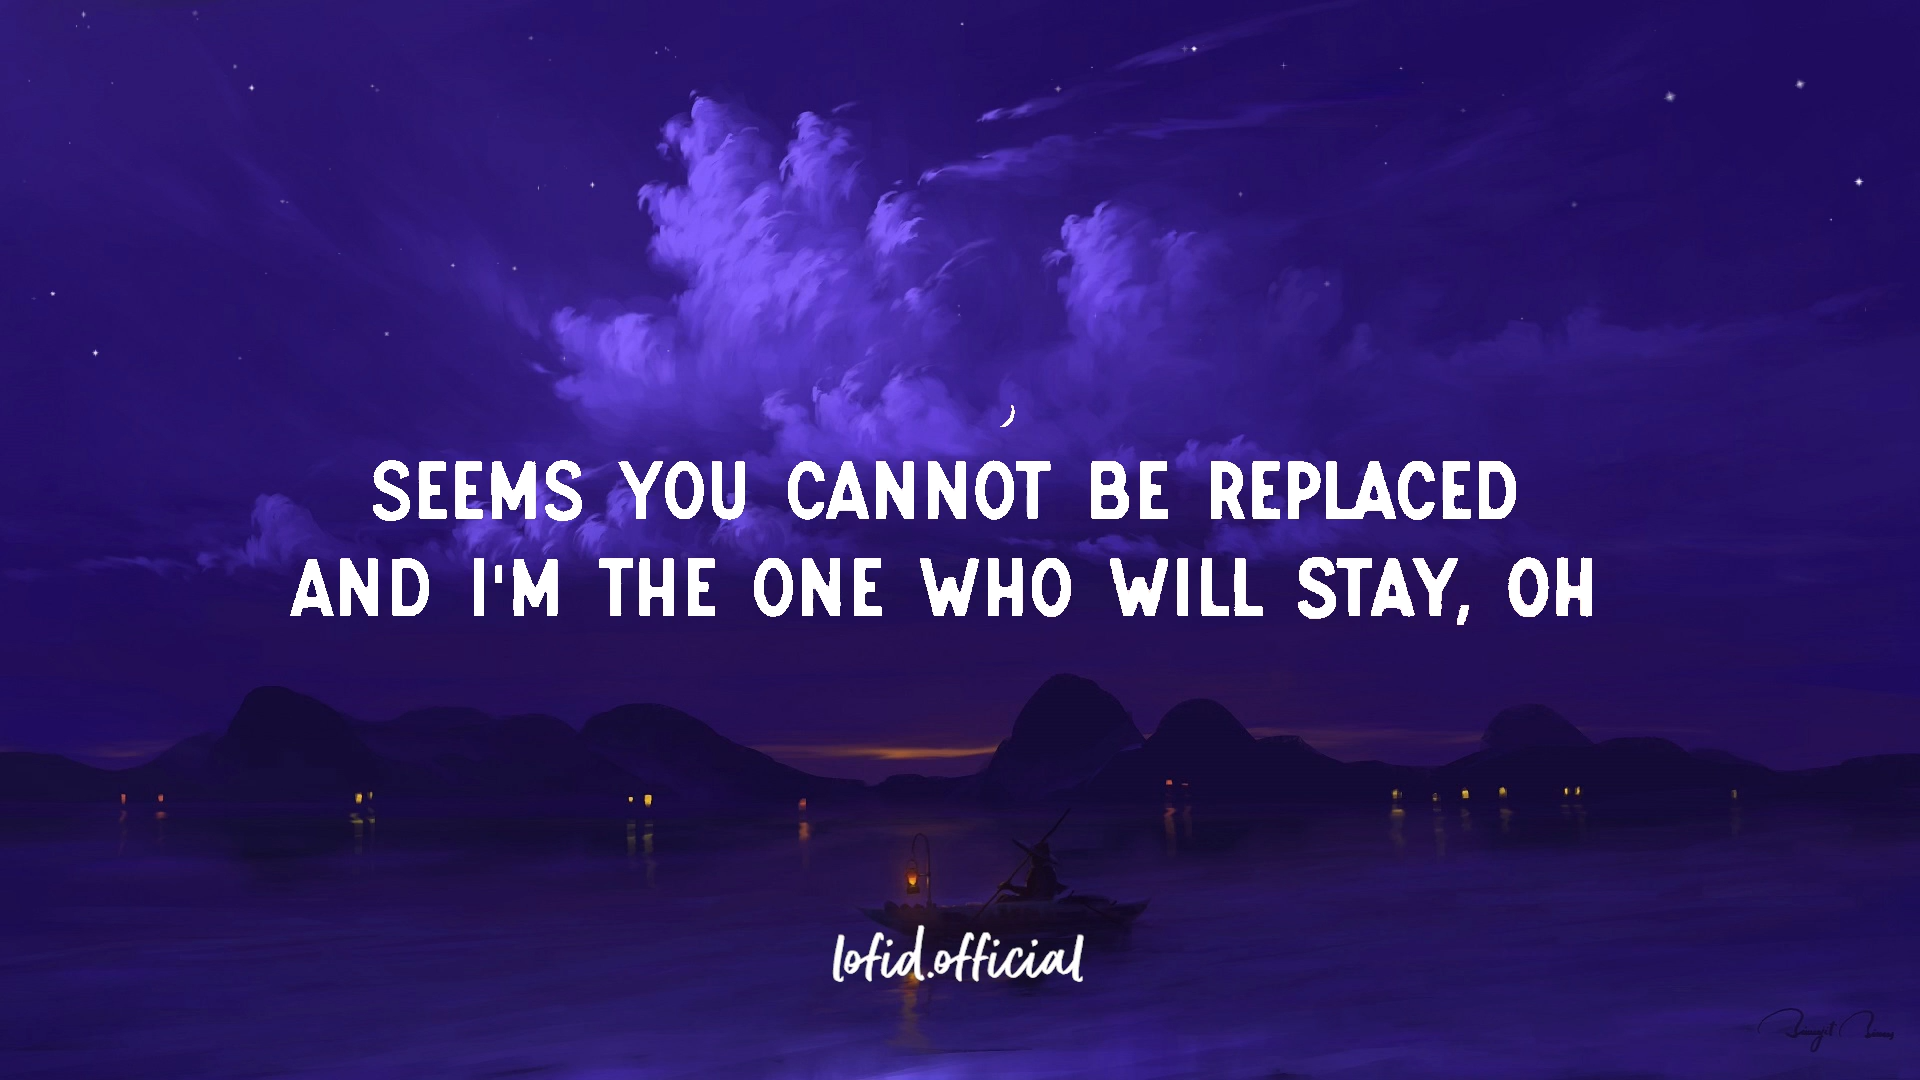 SEEMS YOU CANNOT BE REPLACED
AND I'M THE ONE WHO WILL STAY, OH
lofid.official